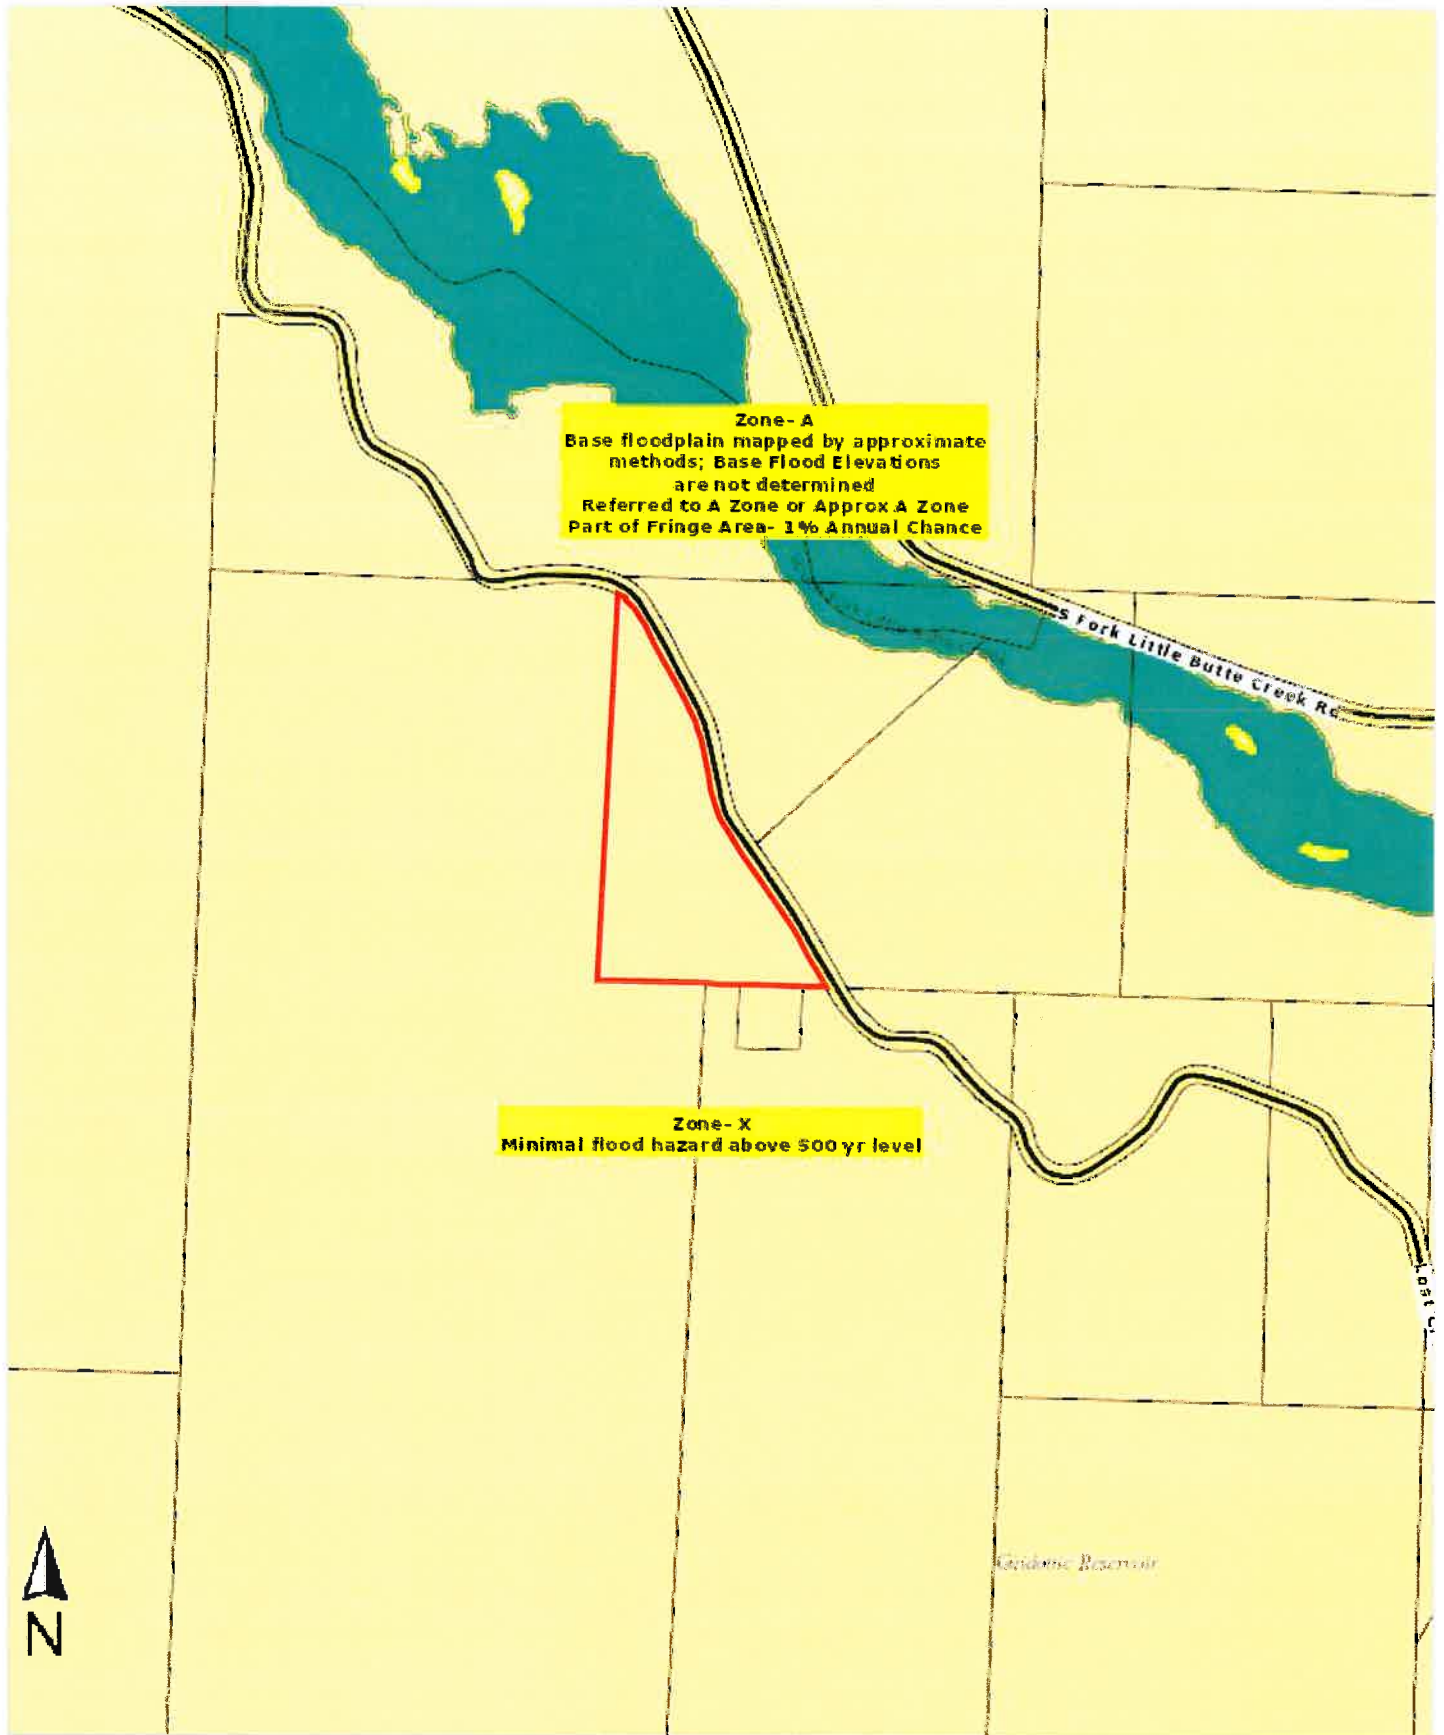 Zone- A
Base floodplain mapped by approximate
methods; Base Flood Elevations
are not determined
Referred to A Zone or Approx A Zone
Part of Fringe Area- 1% Annual Chance
S Fork Little Butte Creek Rd
Zone- X
Minimal flood hazard above 500 yr level
Lost
Reservoir
N